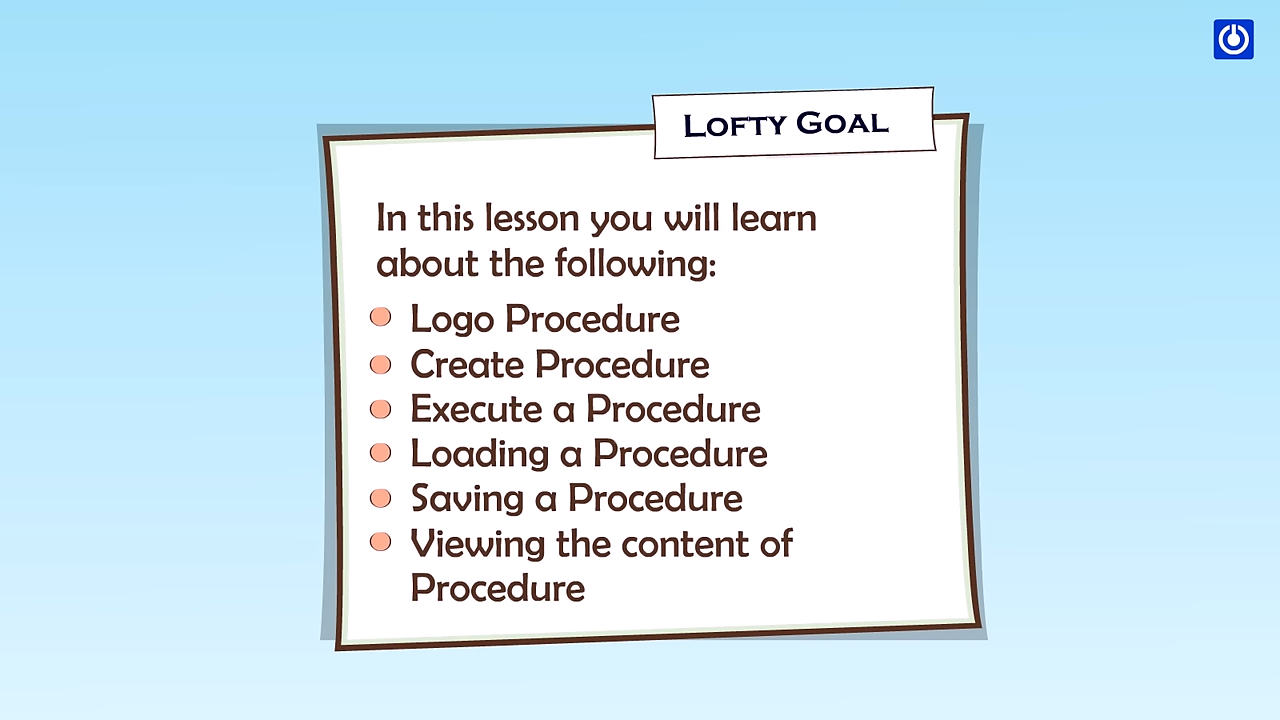 Lofty Goal
In this lesson you will learn
about the following:
Logo Procedure
Create Procedure
Execute a Procedure
Loading a Procedure
Saving a Procedure
Viewing the content of
Procedure